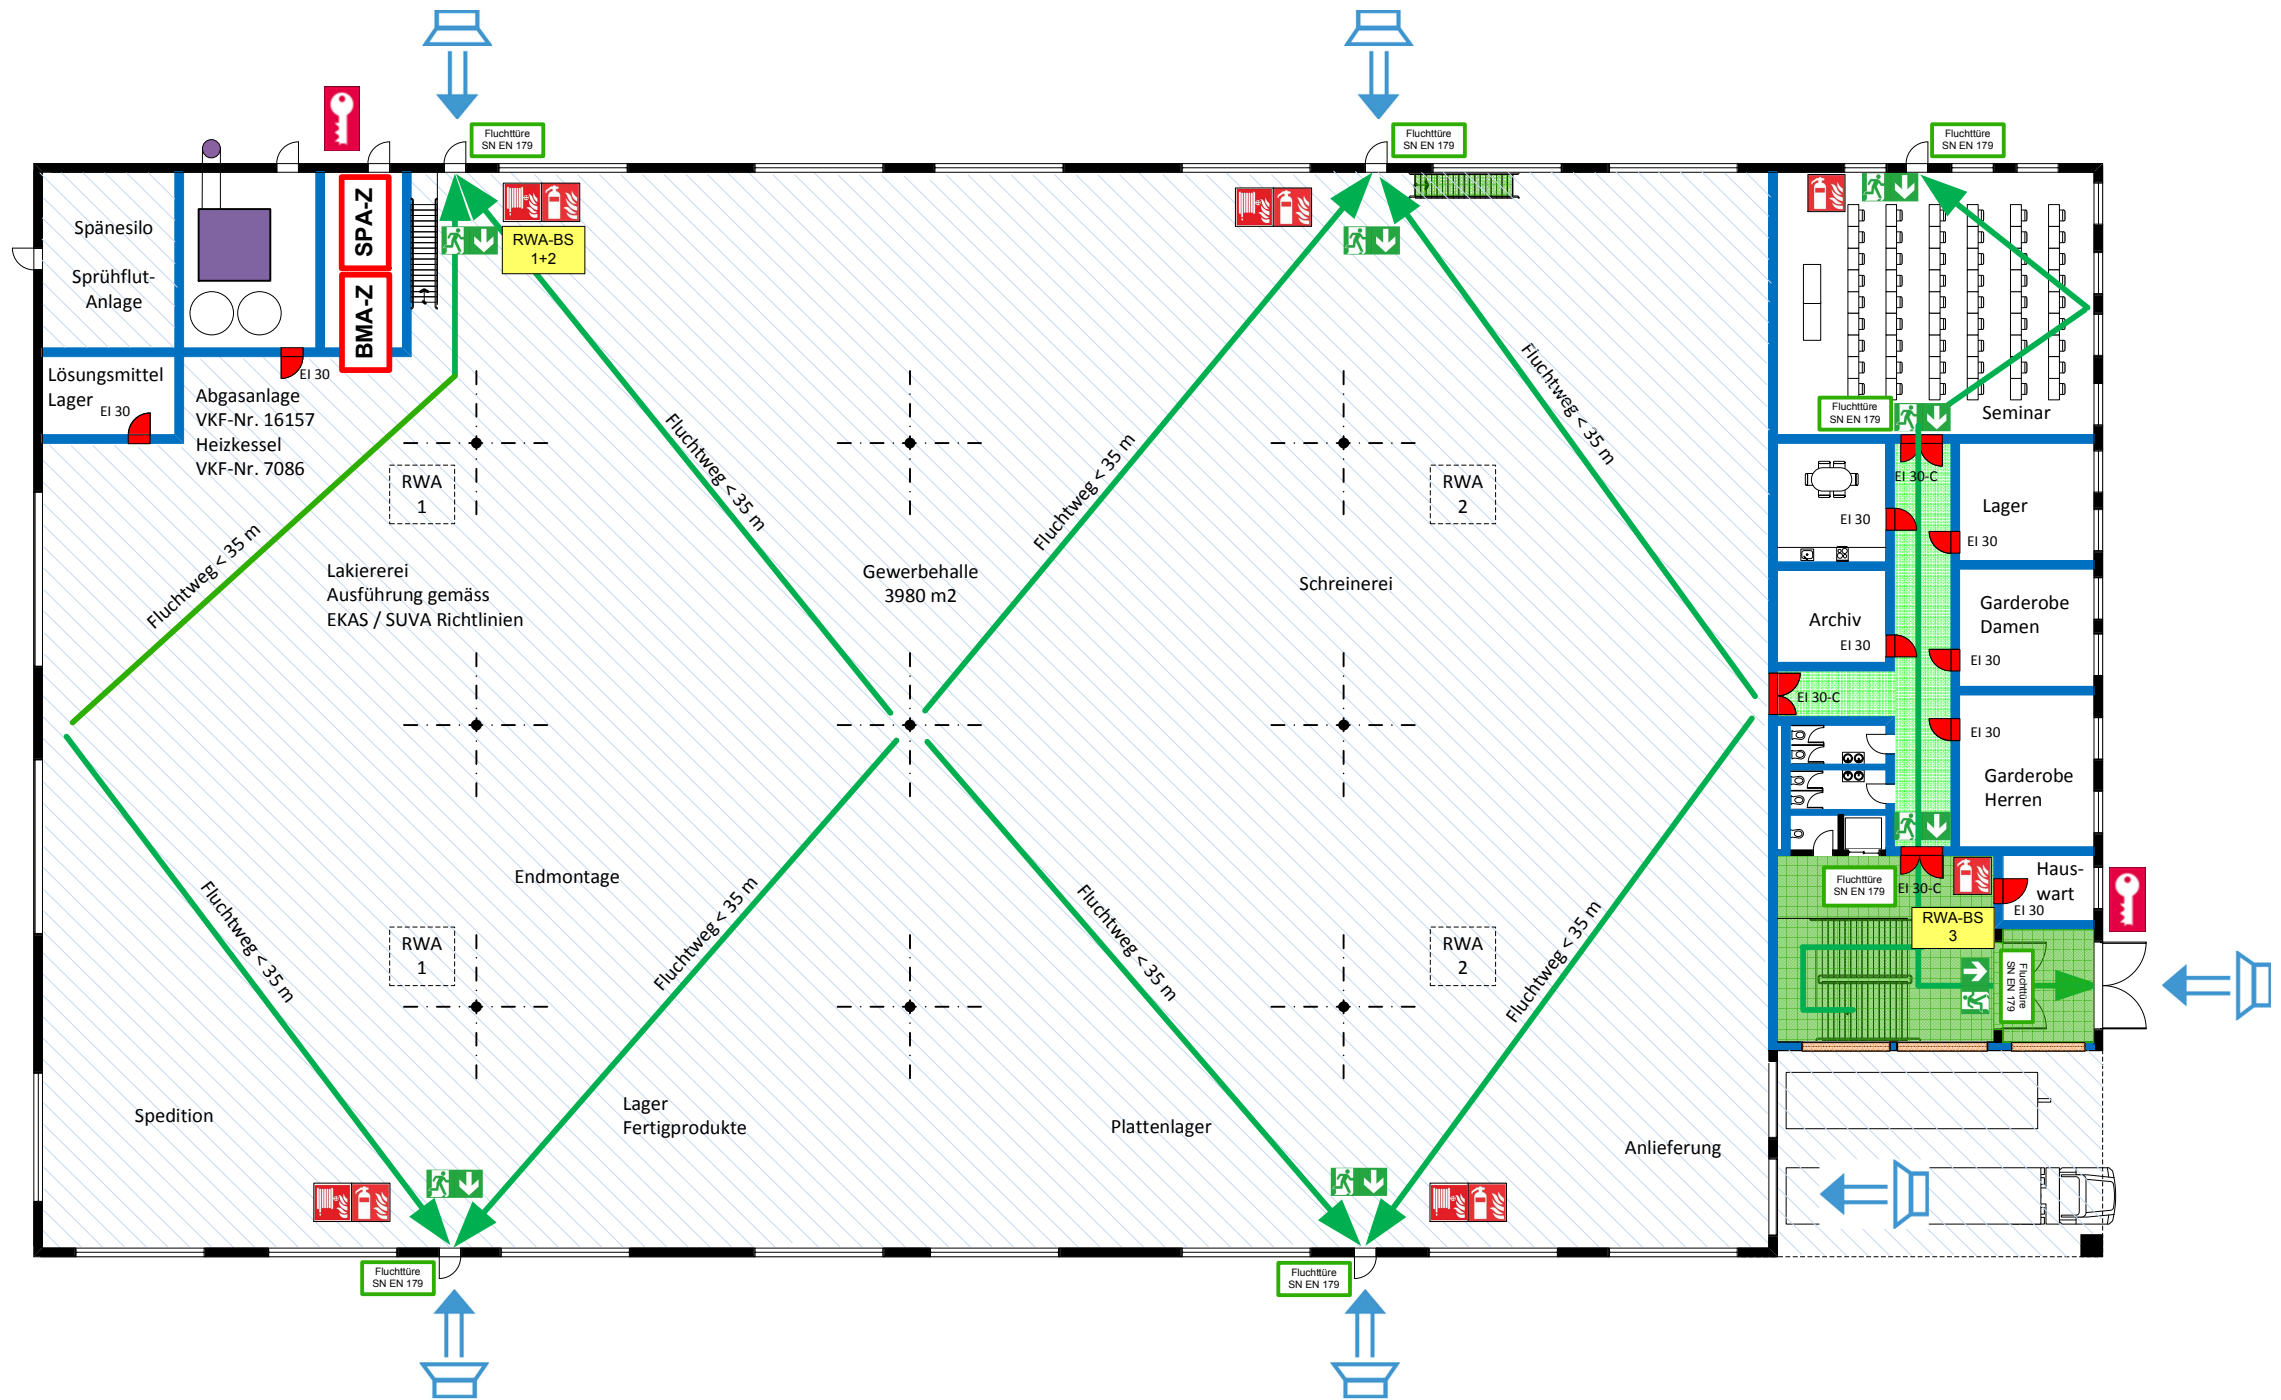 Fluchttüre
SN EN 179
Fluchttüre
SN EN 179
Fluchttüre
SN EN 179
Spänesilo
Sprühflut-
Anlage
SPA-Z
BMA-Z
RWA-BS
1+2
Lösungsmittel
Lager
EI 30
EI 30
Abgasanlage
VKF-Nr. 16157
Heizkessel
VKF-Nr. 7086
Fluchtweg < 35 m
Fluchtweg < 35 m
Fluchtweg < 35 m
Fluchtweg < 35 m
Fluchttüre
SN EN 179
Seminar
RWA
1
RWA
2
EI 30-C
EI 30
Lager
EI 30
Lakiererei
Ausführung gemäss
EKAS / SUVA Richtlinien
Gewerbehalle
3980 m2
Schreinerei
Archiv
EI 30
Garderobe
Damen
EI 30
EI 30-C
EI 30
Garderobe
Herren
Endmontage
Fluchtweg < 35 m
Fluchtweg < 35 m
Fluchtweg < 35 m
Fluchtweg < 35 m
Fluchttüre
SN EN 179
EI 30-C
Haus-
wart
EI 30
RWA-BS
3
RWA
1
RWA
2
Fluchttüre
SN EN 179
Spedition
Lager
Fertigprodukte
Plattenlager
Anlieferung
Fluchttüre
SN EN 179
Fluchttüre
SN EN 179